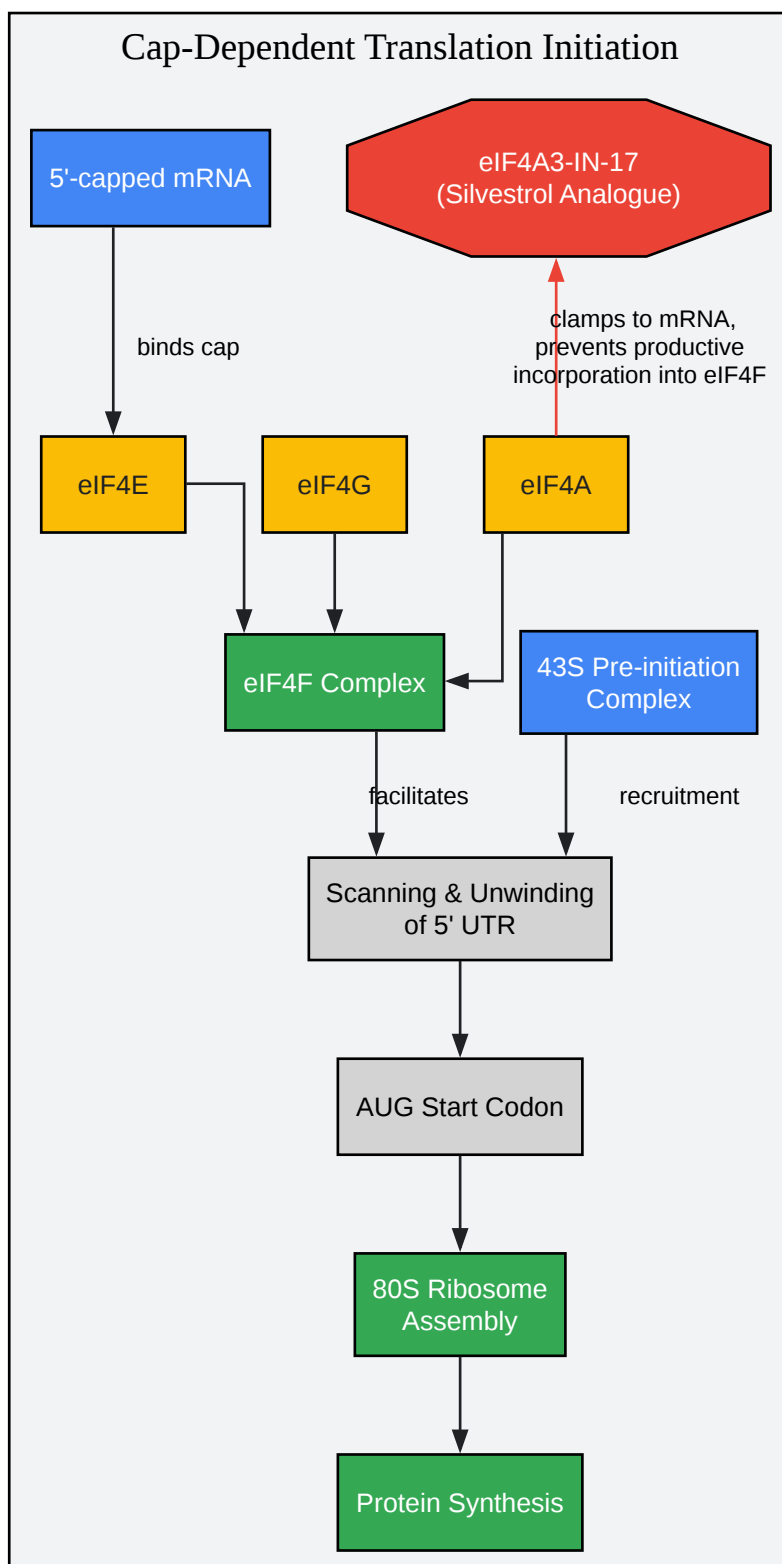 Cap-Dependent Translation Initiation
5'-capped mRNA
eIF4A3-IN-17
(Silvestrol Analogue)
binds cap
clamps to mRNA,
prevents productive
incorporation into eIF4F
eIF4E
eIF4G
eIF4A
eIF4F Complex
43S Pre-initiation
Complex
facilitates
recruitment
Scanning & Unwinding
of 5' UTR
AUG Start Codon
80S Ribosome
Assembly
Protein Synthesis